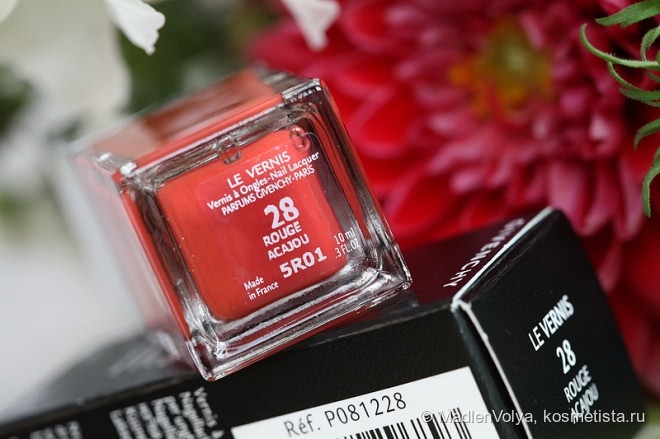 LE VERNIS
Vernis à Ongles-Nail Lacquer
PARFUMS GIVENCHY-PARIS
28
ROUGE
ACAJOU
10 ml
.3 FL.OZ
Made
in France
5R01
GIVENCHY
LE VERNIS
28
ROUGE
ACAJOU
Réf. P081228
© MadlenVolya, kosmetista.ru